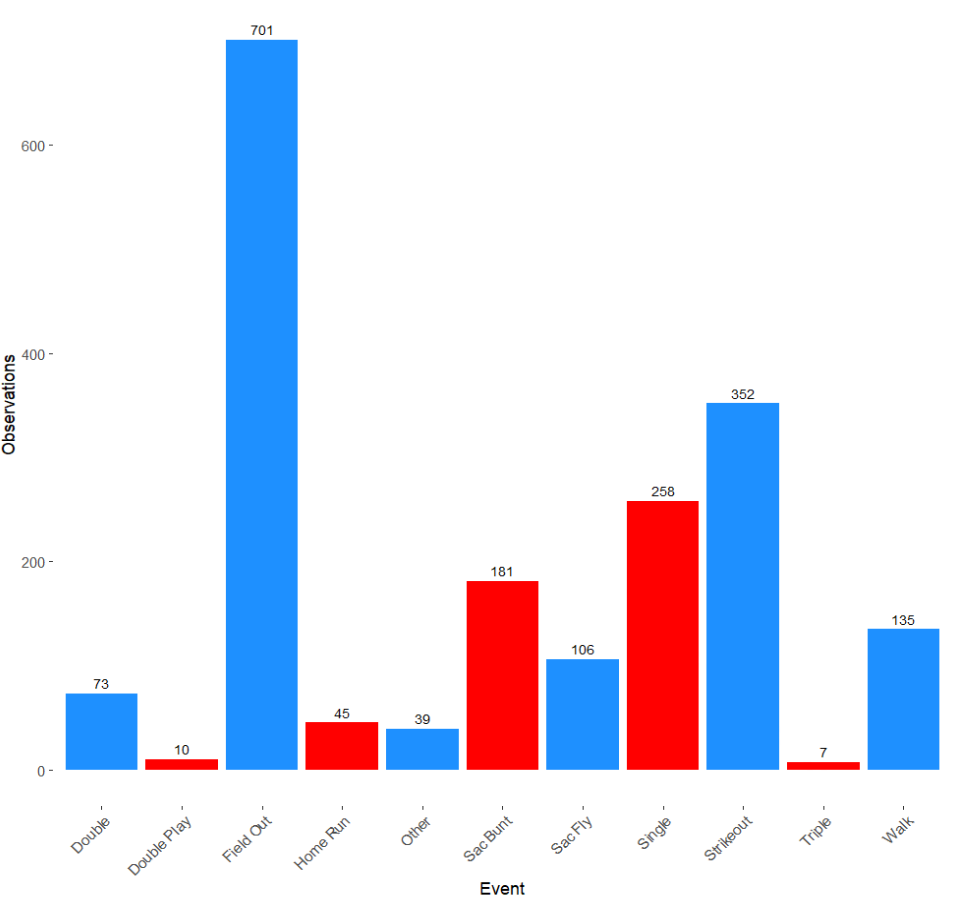 701
600
400
352
258
200
181
135
106
73
45
39
10
7
0
Observations
Double
Double Play
Field Out
Home Run
Other
Sac Bunt
Sac Fly
Single
Strikeout
Triple
Walk
Event